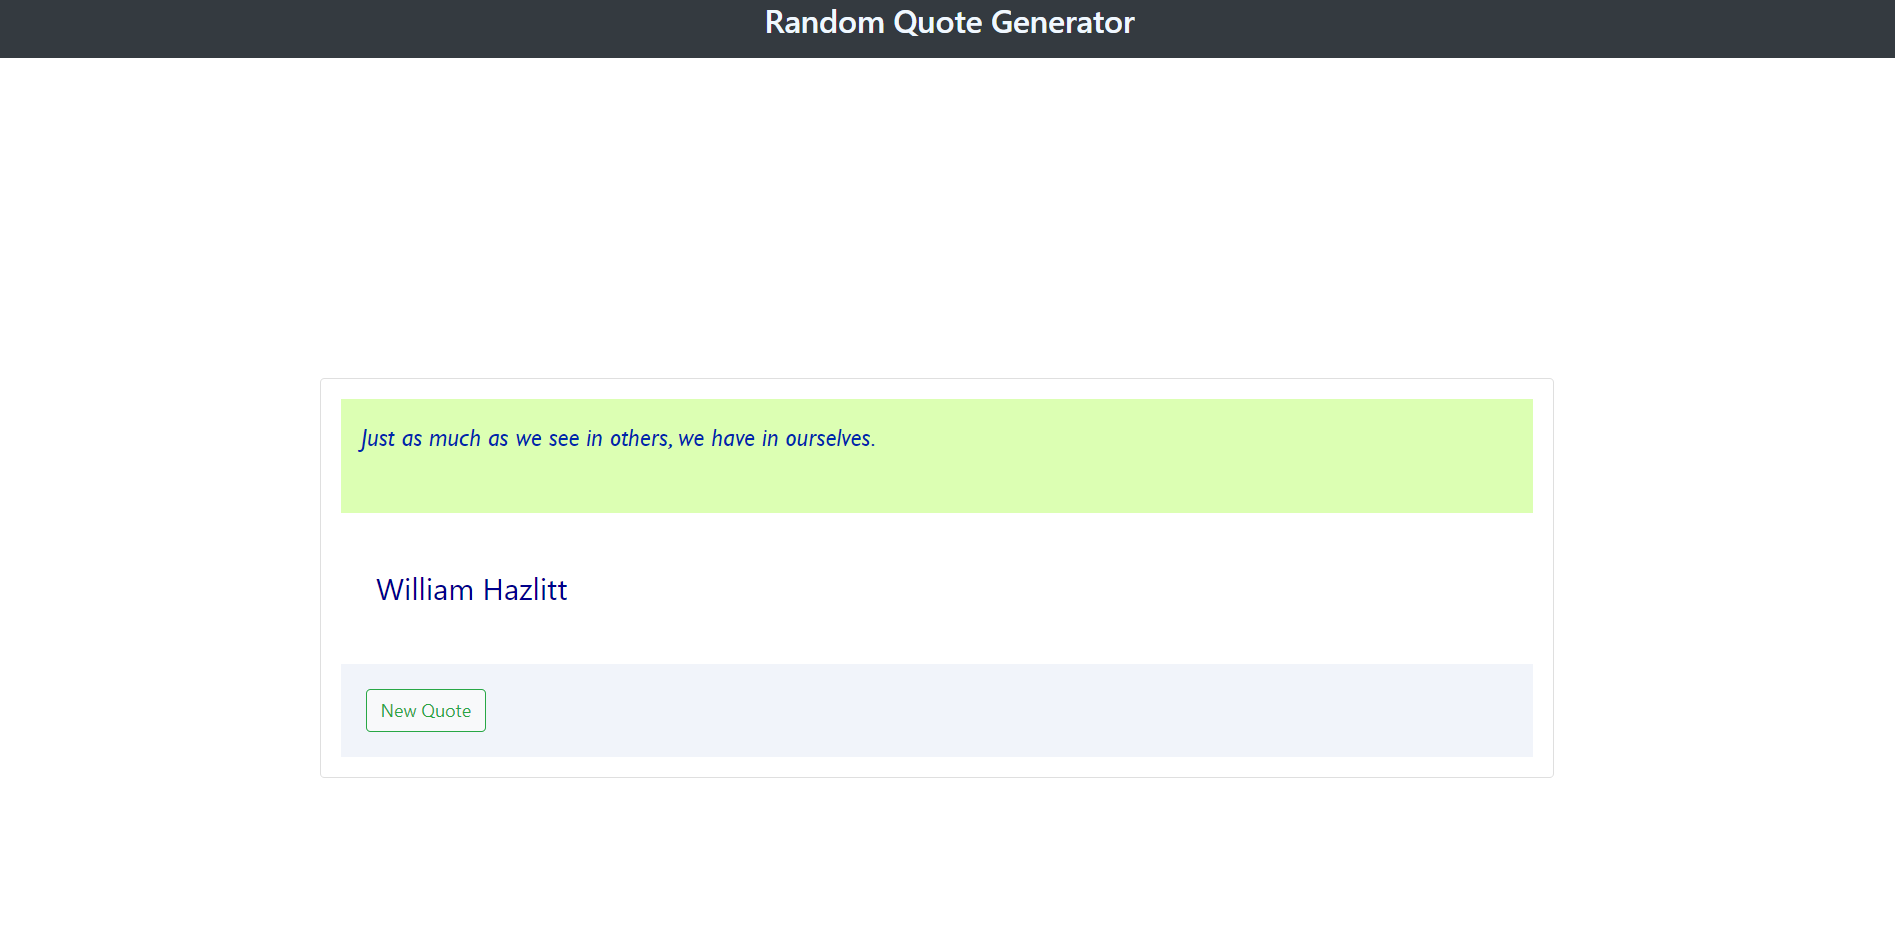 Random Quote Generator
Just as much as we see in others, we have in ourselves.
William Hazlitt
New Quote